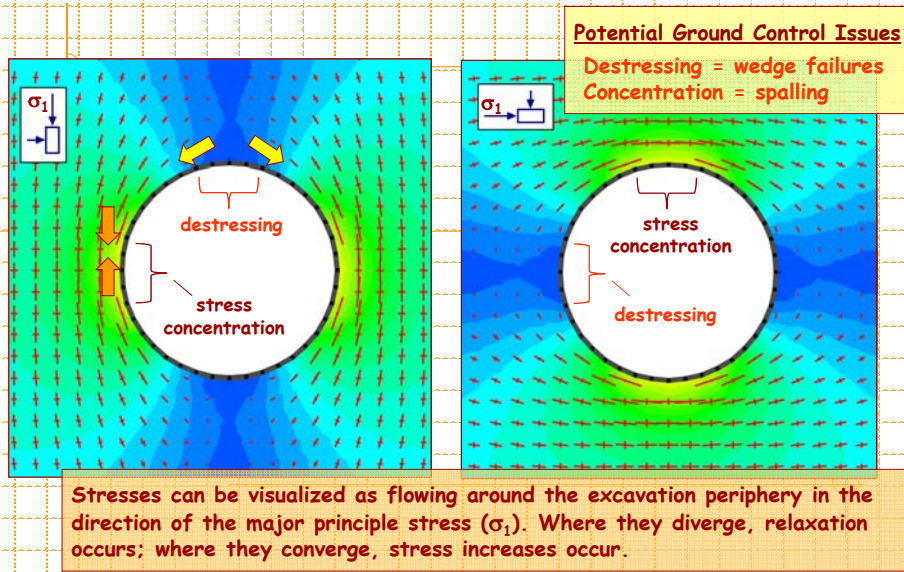 Potential Ground Control Issues
Destressing = wedge failures
Concentration = spalling
σ1
destressing
stress
concentration
σ1
stress
concentration
destressing
Stresses can be visualized as flowing around the excavation periphery in the
direction of the major principle stress (σ1). Where they diverge, relaxation
occurs; where they converge, stress increases occur.